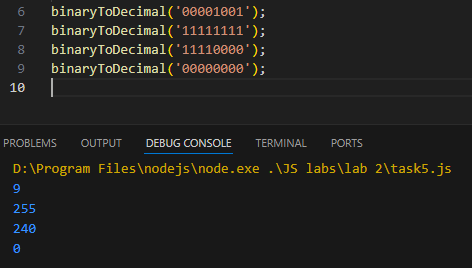 6 binaryToDecimal('00001001');
7 binaryToDecimal('11111111');
8 binaryToDecimal('11110000');
9 binaryToDecimal('00000000');
10
PROBLEMS OUTPUT DEBUG CONSOLE TERMINAL PORTS
D:\Program Files\nodejs\node.exe .\JS labs\lab 2\task5.js
9
255
240
0